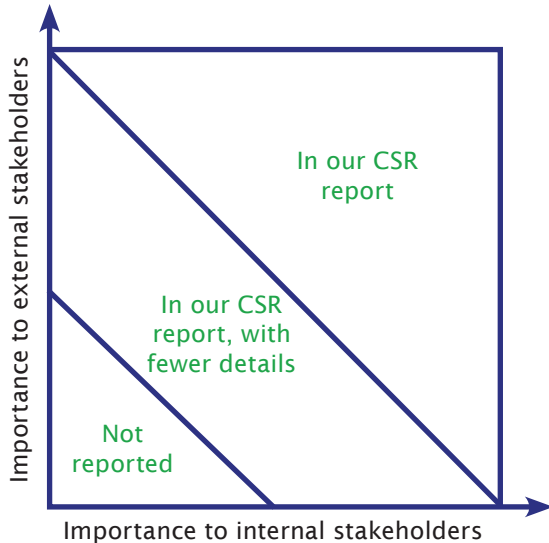 Importance to external stakeholders
In our CSR
report
In our CSR
report, with
fewer details
Not
reported
Importance to internal stakeholders